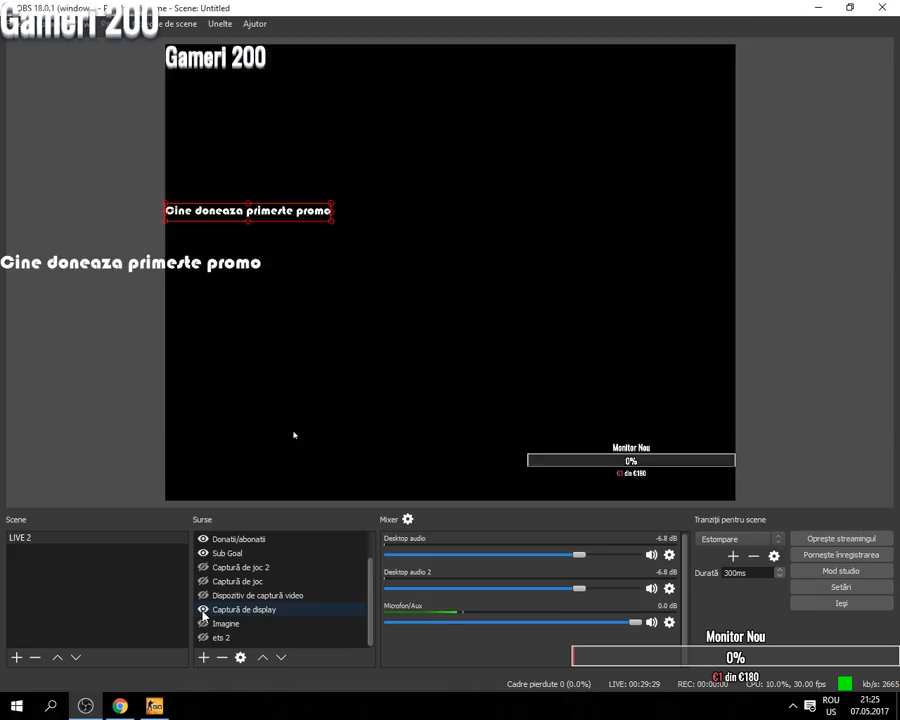 OBS 18.0.1 (window
e - Scene: Untitled
Gameri 200
de scene Unelte Ajutor
Gameri 200
Cine doneaza primeste promo
Cine doneaza primeste promo
Monitor Nou
0%
€1 din €180
Scene
LIVE 2
Surse
Donatii/abonatii
Sub Goal
Captură de joc 2
Captură de joc
Dispozitiv de captură video
Captură de display
Imagine
ets 2
Mixer
Desktop audio -6.8 dB
Desktop audio 2 -6.8 dB
Microfon/Aux 0.0 dB
Tranziții pentru scene
Estompare
Durată 300ms
Oprește streamingul
Pornește înregistrarea
Mod studio
Setări
Ieși
Monitor Nou
0%
€1 din €180
Cadre pierdute 0 (0.0%) LIVE: 00:29:29 REC: 00:00:00 CPU: 10.0%, 30.00 fps kb/s: 2665
ROU
US
21:25
07.05.2017